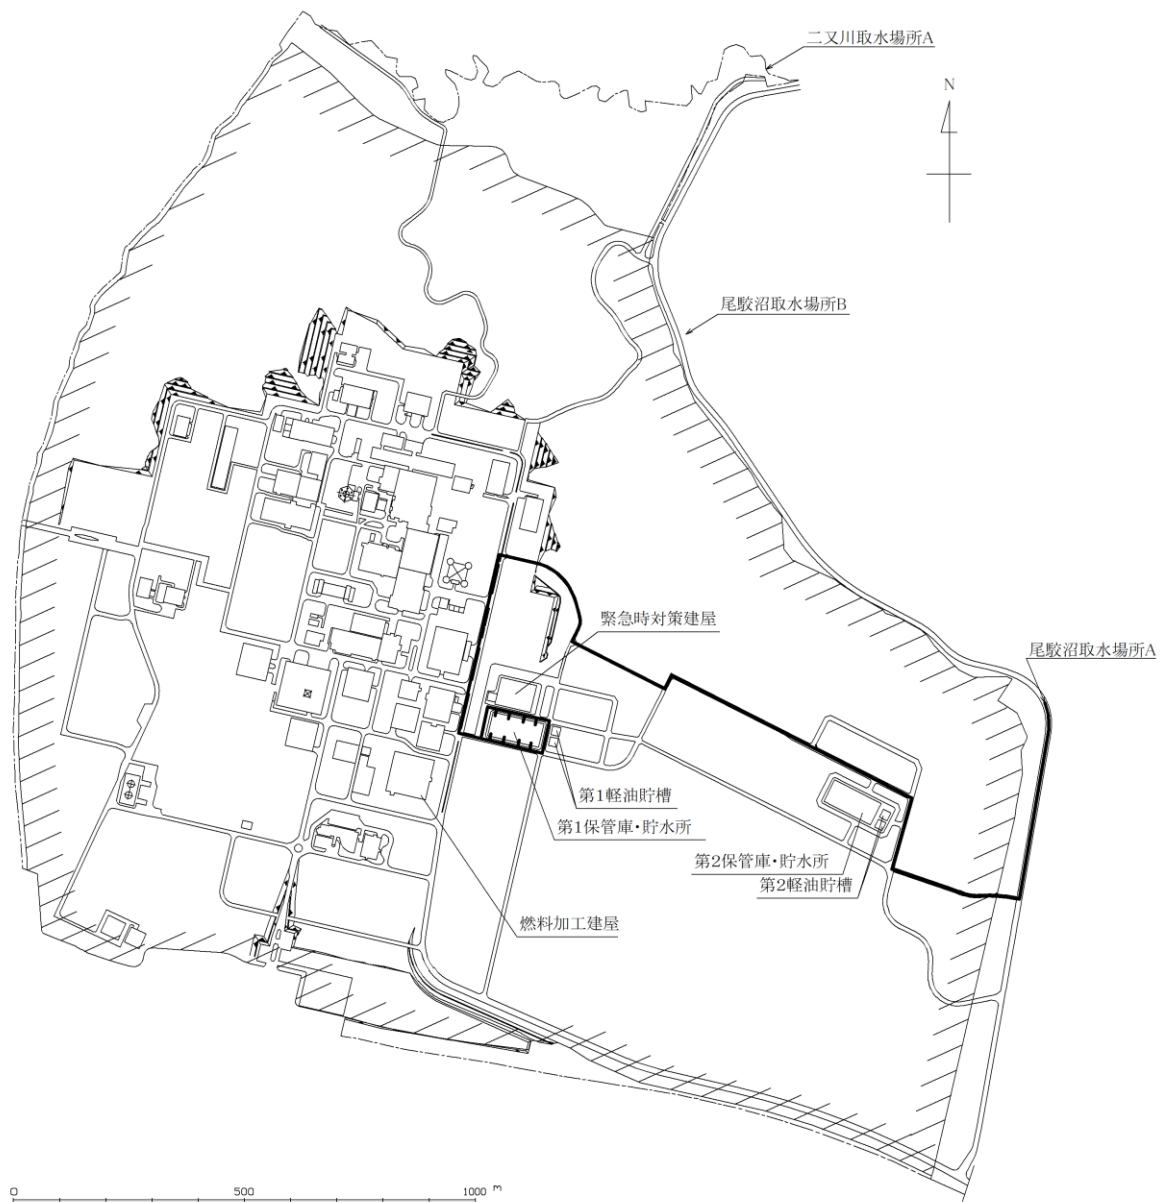 二又川取水場所A
N
尾駮沼取水場所B
緊急時対策建屋
尾駮沼取水場所A
第1軽油貯槽
第1保管庫・貯水所
第2保管庫・貯水所
第2軽油貯槽
燃料加工建屋
0 500 1000 m